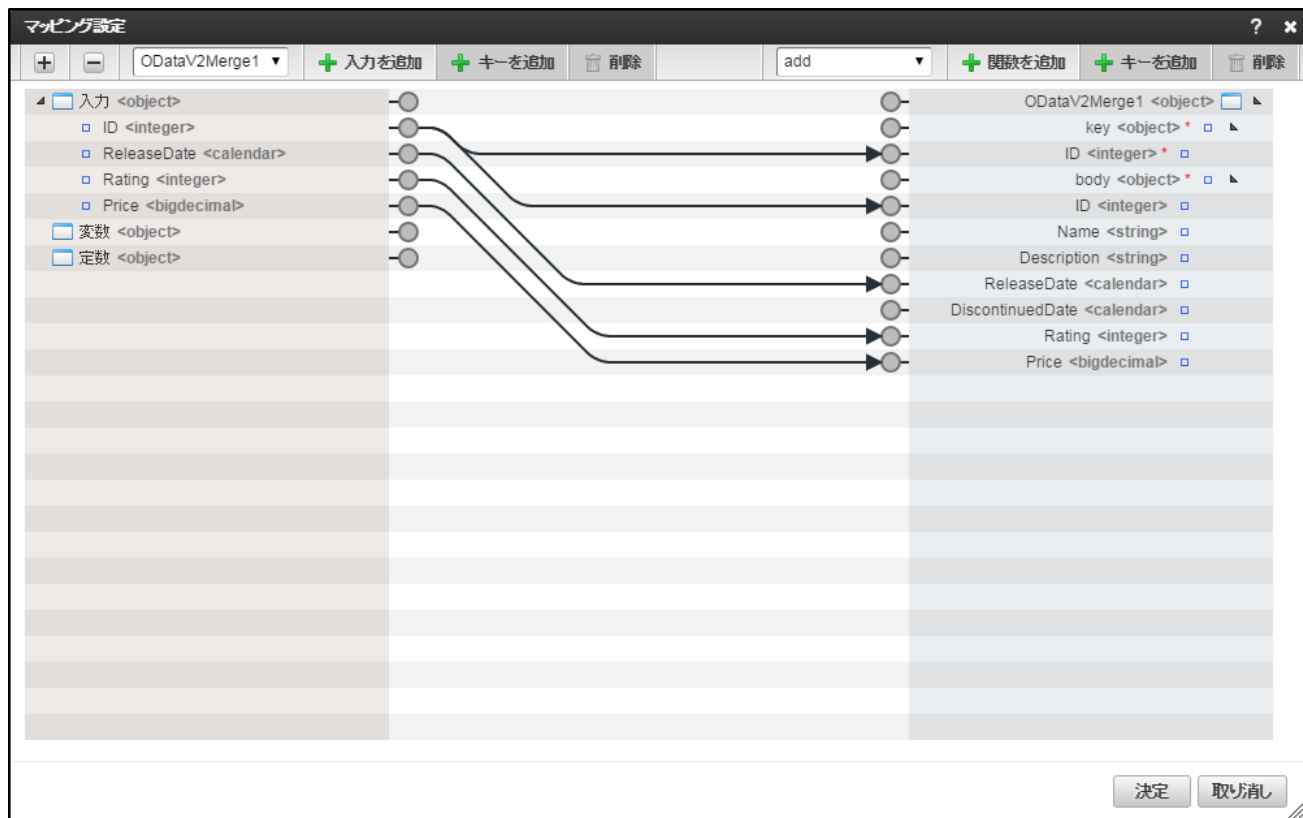 マッピング設定
? ×
+ − ODataV2Merge1 ▼ 入力を追加 キーを追加 削除 add ▼ 関数を追加 キーを追加 削除
入力 <object> ODataV2Merge1 <object>
ID <integer> key <object> *
ReleaseDate <calendar> ID <integer> *
Rating <integer> body <object> *
Price <bigdecimal> ID <integer>
変数 <object> Name <string>
定数 <object> Description <string>
ReleaseDate <calendar>
DiscontinuedDate <calendar>
Rating <integer>
Price <bigdecimal>
決定 取り消し